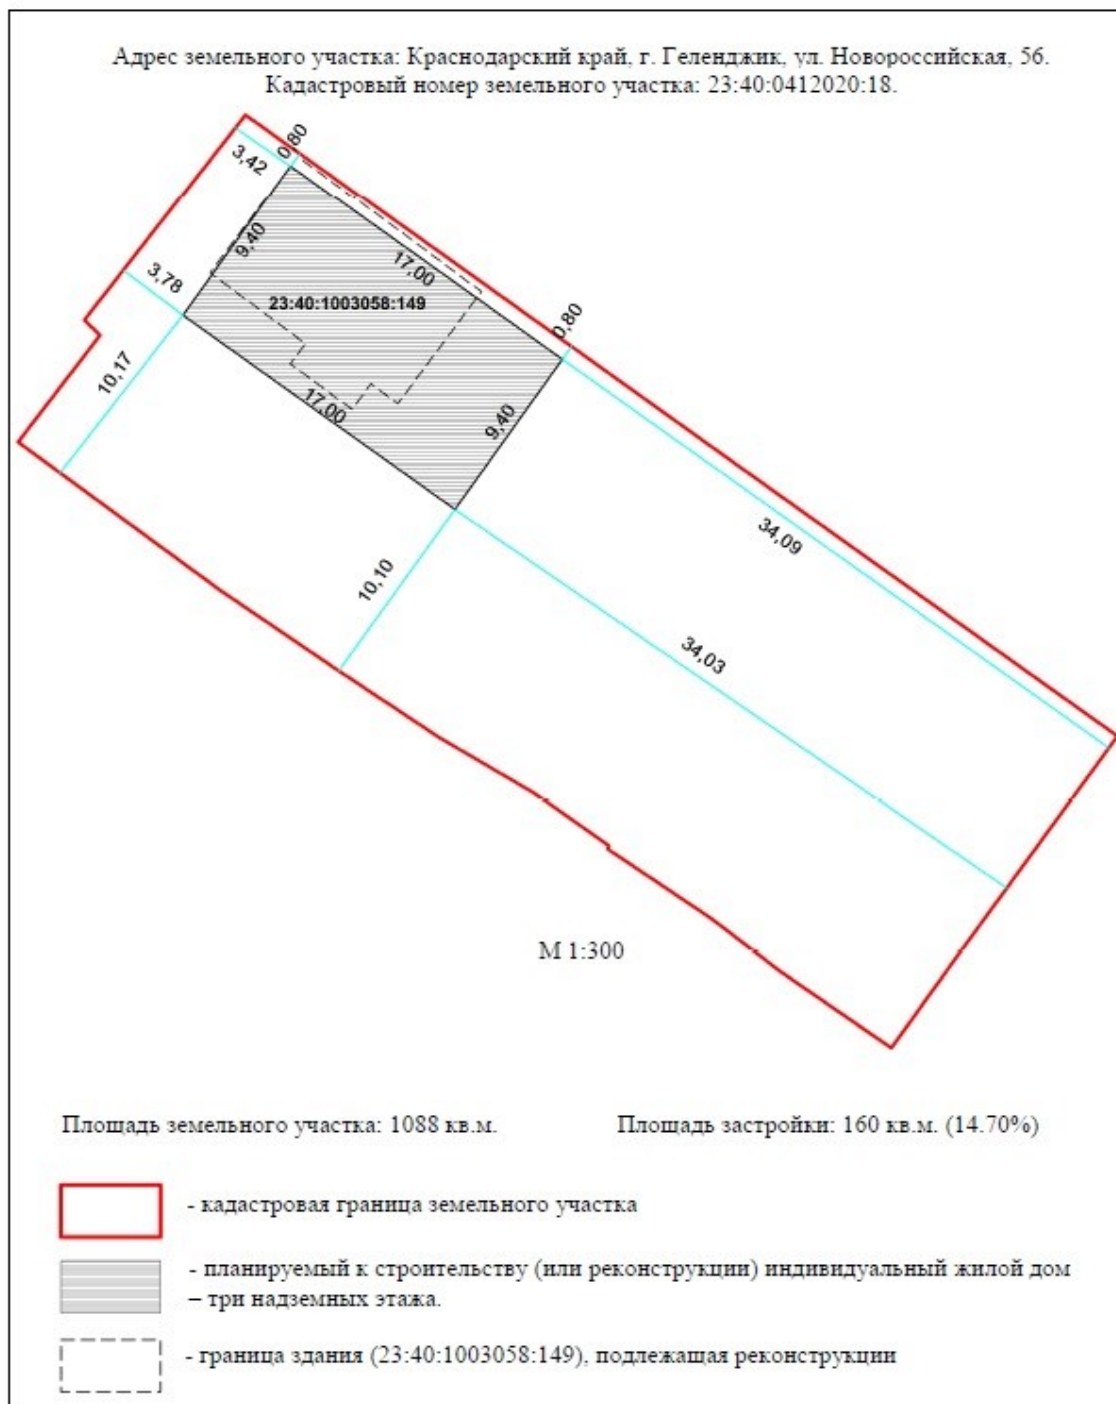 Адрес земельного участка: Краснодарский край, г. Геленджик, ул. Новороссийская, 56.
Кадастровый номер земельного участка: 23:40:0412020:18.
0,80
3,42
9,40
17,00
3,78
23:40:1003058:149
0,80
10,17
17,00
9,40
34,09
10,10
34,03
М 1:300
Площадь земельного участка: 1088 кв.м.
Площадь застройки: 160 кв.м. (14.70%)
- кадастровая граница земельного участка
- планируемый к строительству (или реконструкции) индивидуальный жилой дом
– три надземных этажа.
- граница здания (23:40:1003058:149), подлежащая реконструкции